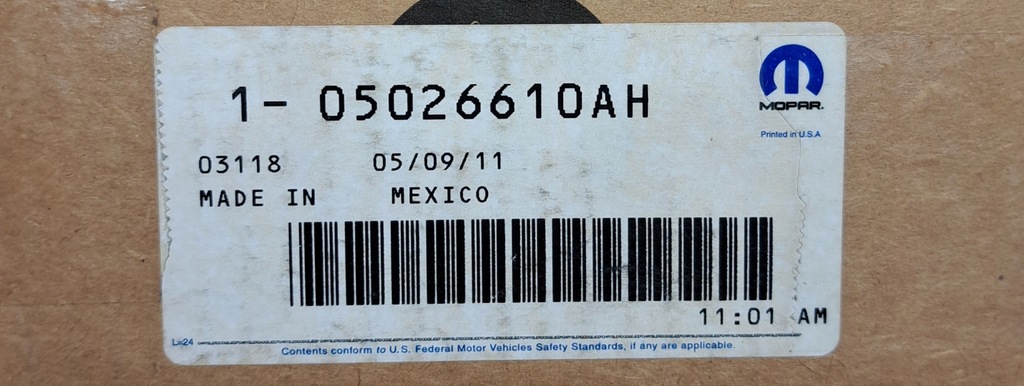 1- 05026610AH
MOPAR.
Printed in U.S.A
03118 05/09/11
MADE IN MEXICO
11:01 AM
L=24
Contents conform to U.S. Federal Motor Vehicles Safety Standards, if any are applicable.